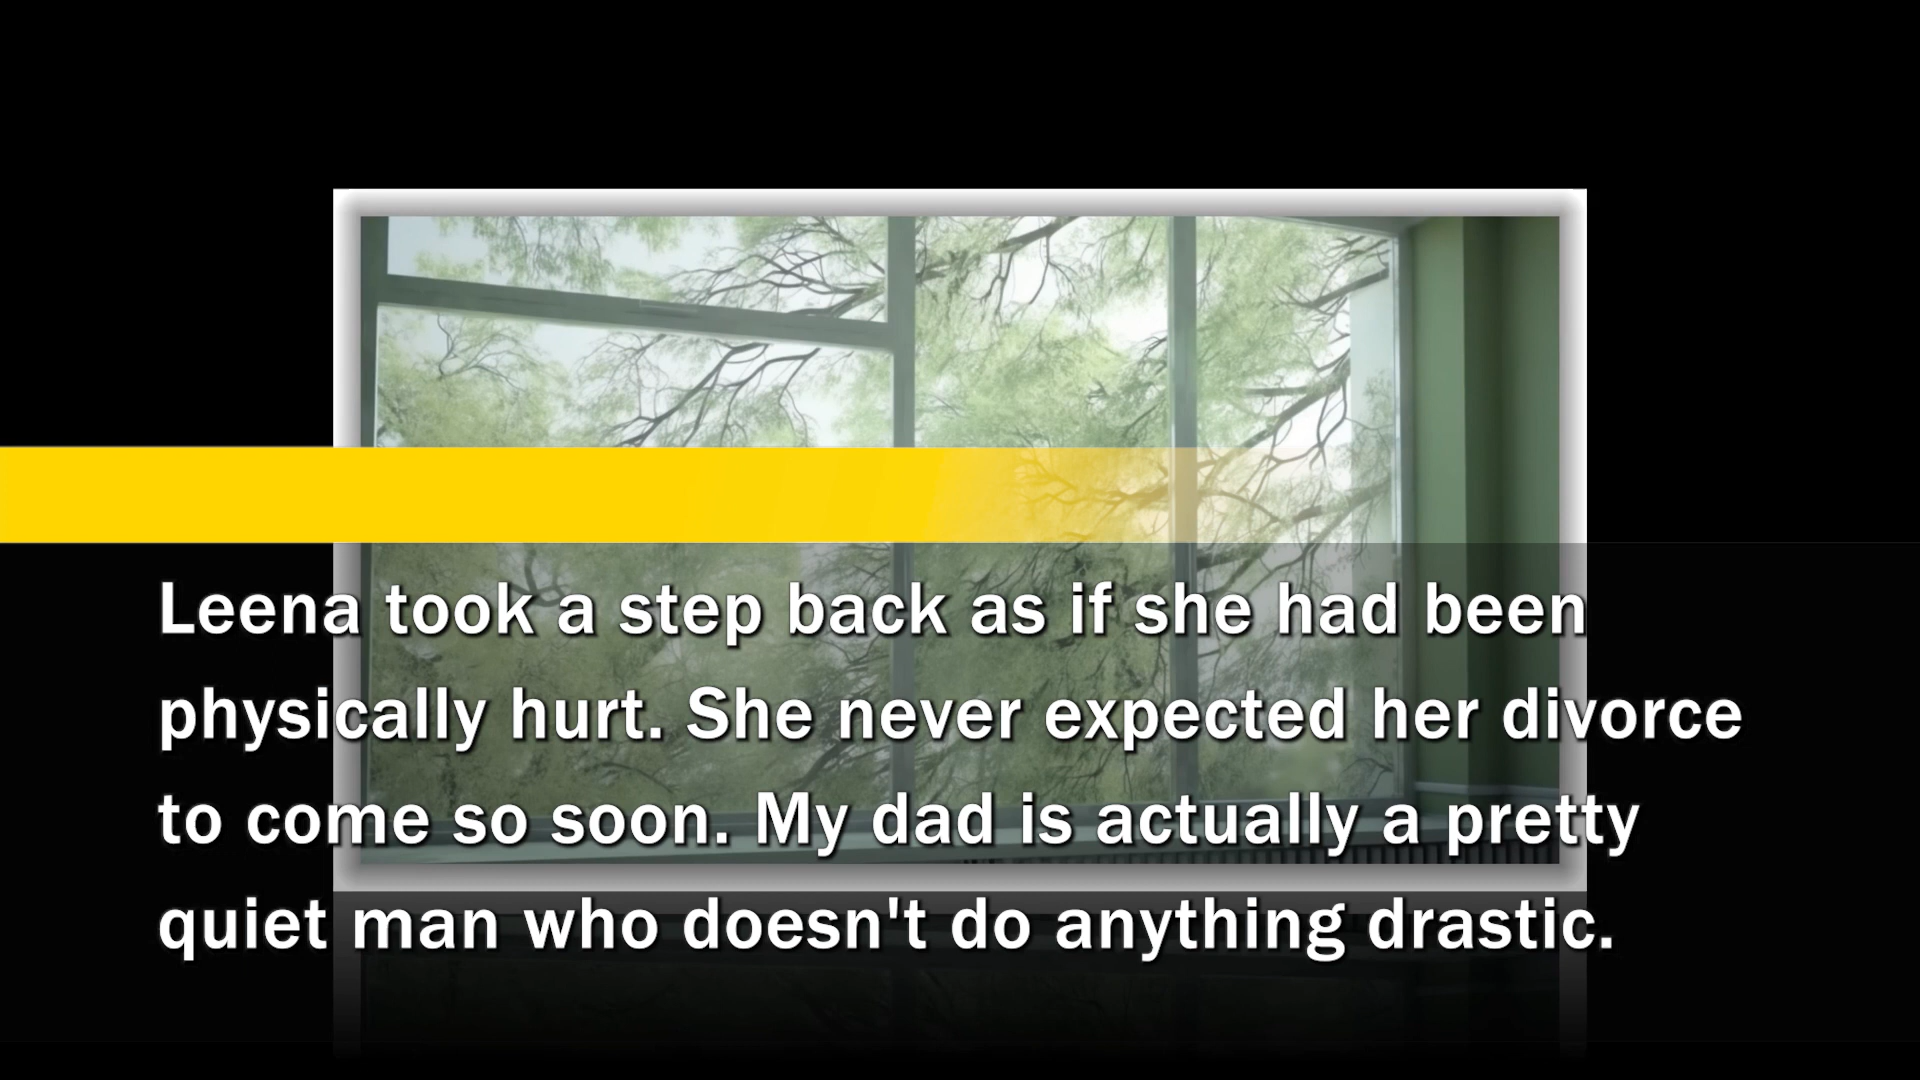 Leena took a step back as if she had been
physically hurt. She never expected her divorce
to come so soon. My dad is actually a pretty
quiet man who doesn't do anything drastic.